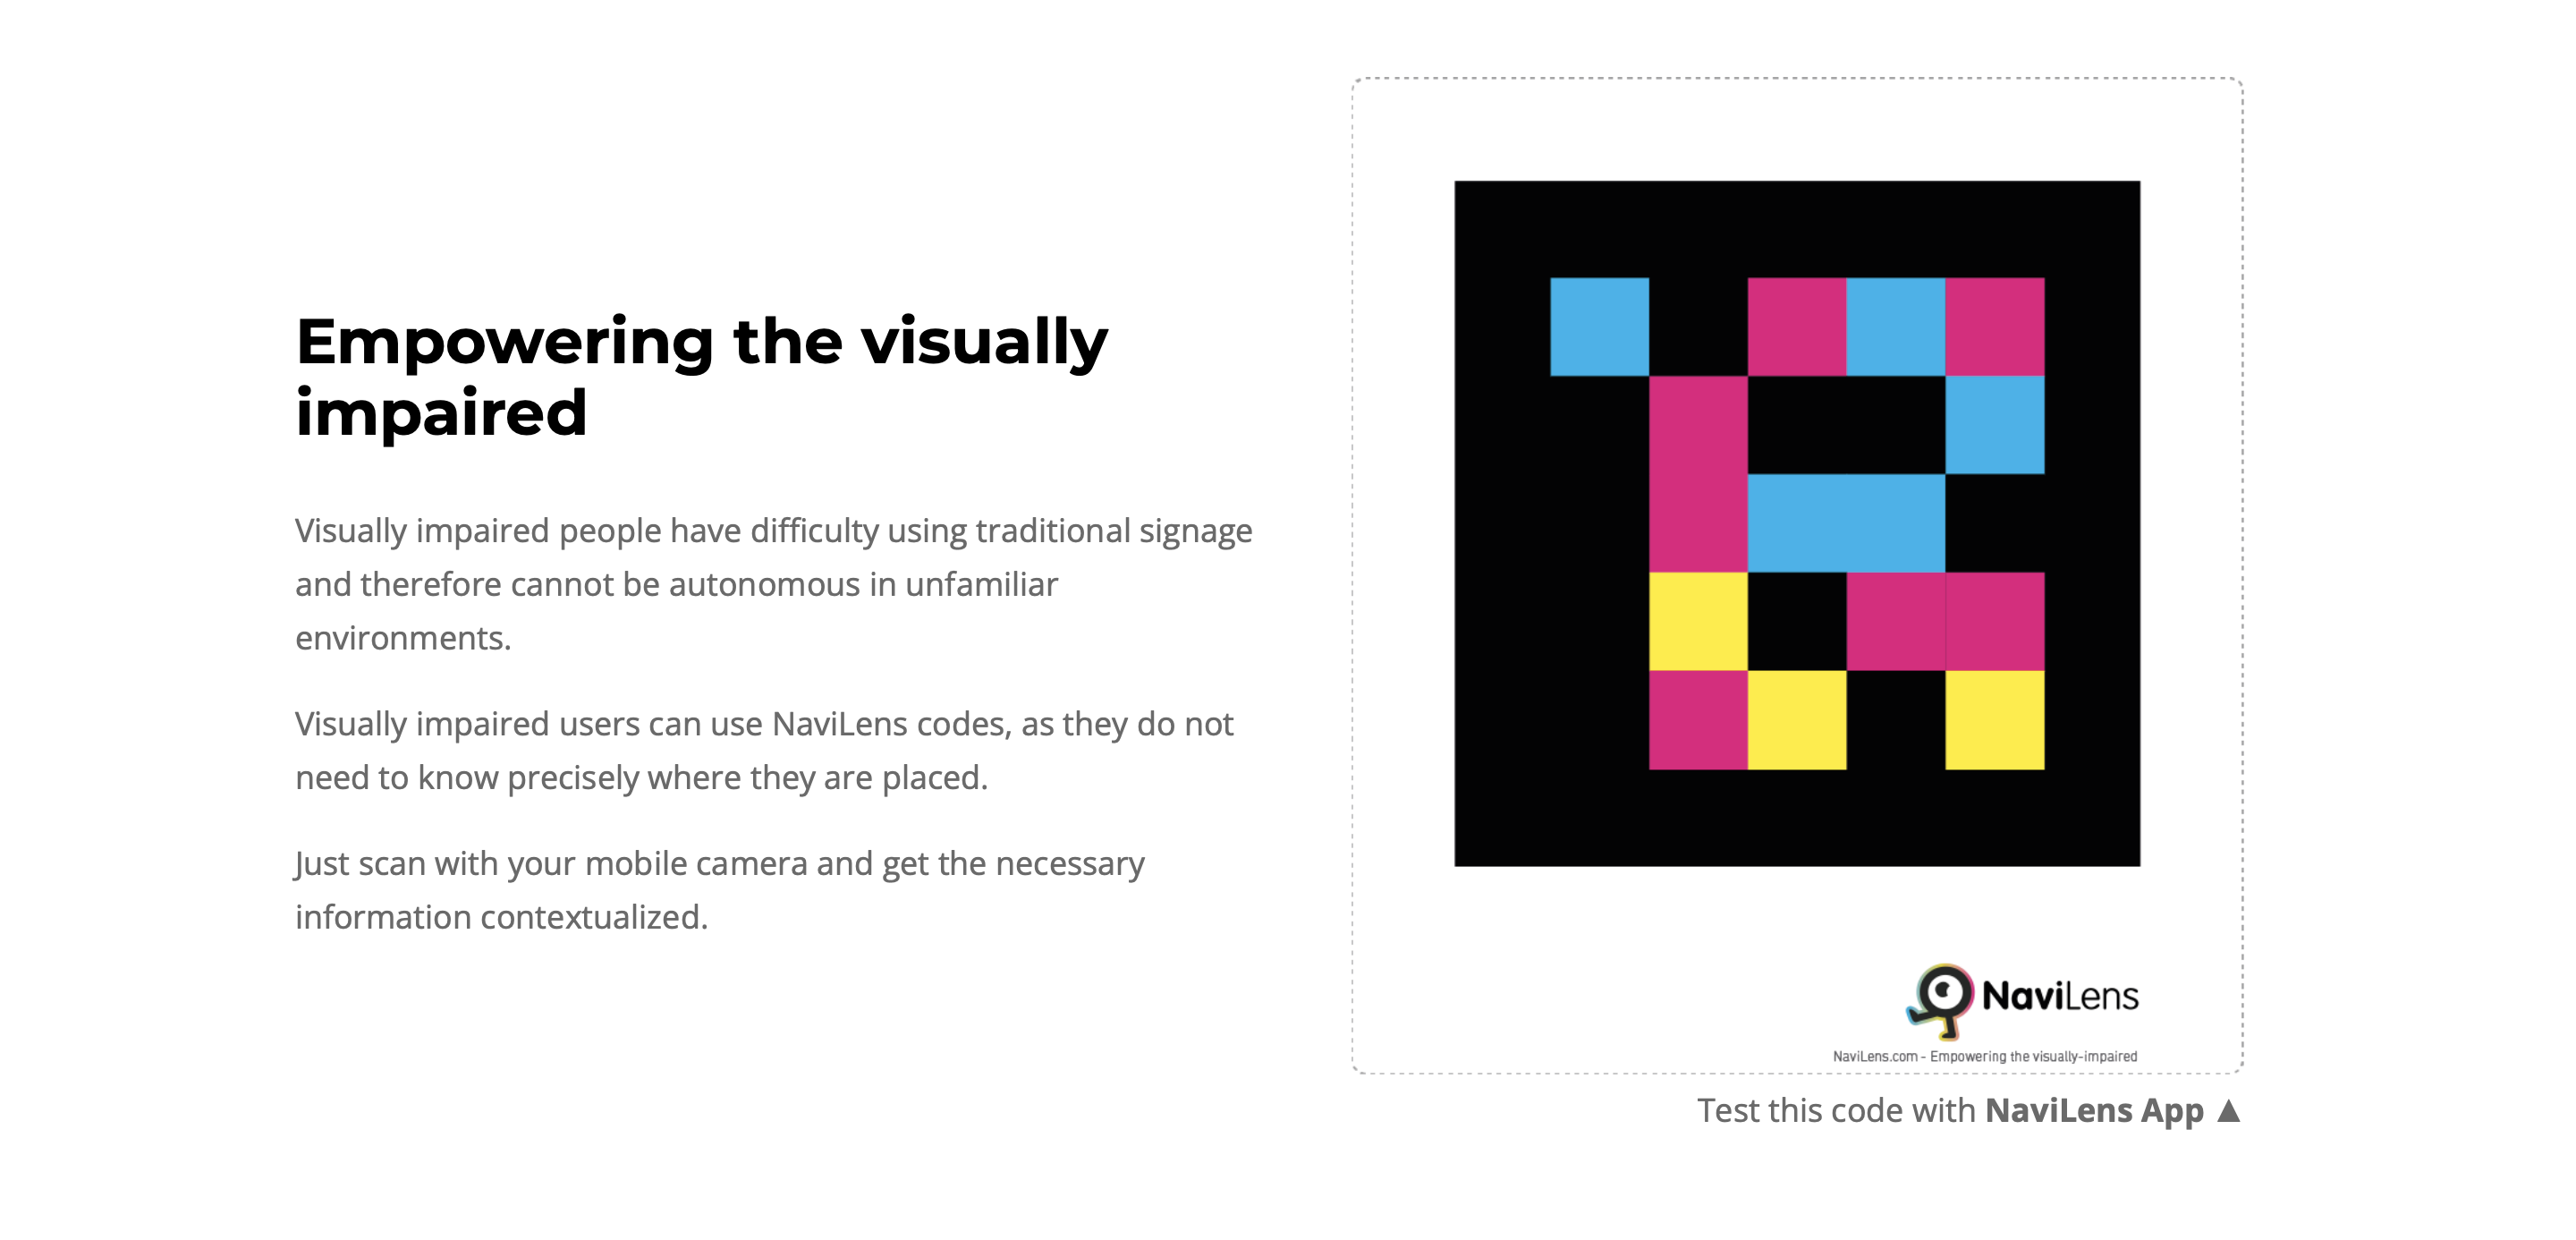 Empowering the visually
impaired
Visually impaired people have difficulty using traditional signage
and therefore cannot be autonomous in unfamiliar
environments.
Visually impaired users can use NaviLens codes, as they do not
need to know precisely where they are placed.
Just scan with your mobile camera and get the necessary
information contextualized.
NaviLens
NaviLens.com - Empowering the visually-impaired
Test this code with NaviLens App ▲